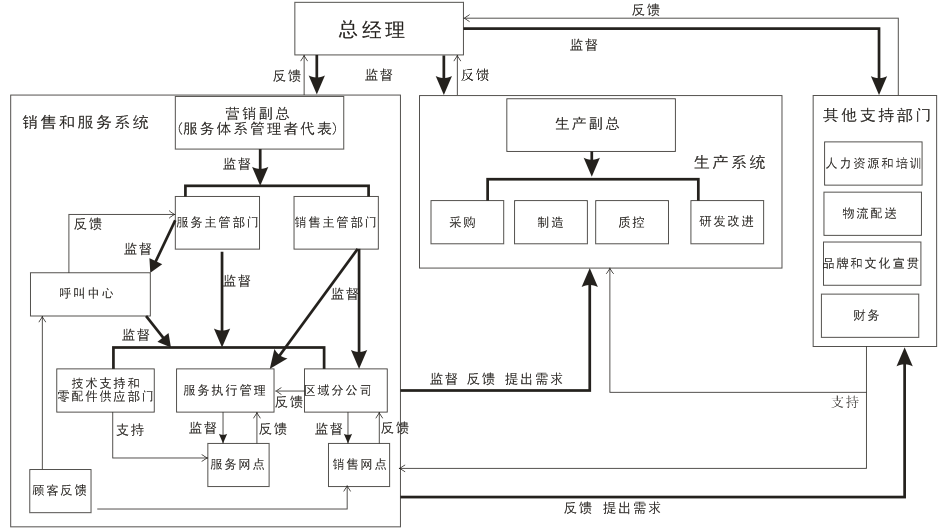 总经理
反馈
监督
反馈
监督
反馈
销售和服务系统
营销副总
(服务体系管理者代表)
监督
服务主管部门
销售主管部门
反馈
监督
监督
监督
呼叫中心
监督
技术支持和
零配件供应部门
服务执行管理
区域分公司
反馈
支持
监督
反馈
监督
反馈
服务网点
销售网点
顾客反馈
生产副总
生产系统
采购
制造
质控
研发改进
其他支持部门
人力资源和培训
物流配送
品牌和文化宣贯
财务
监督 反馈 提出需求
支持
反馈 提出需求